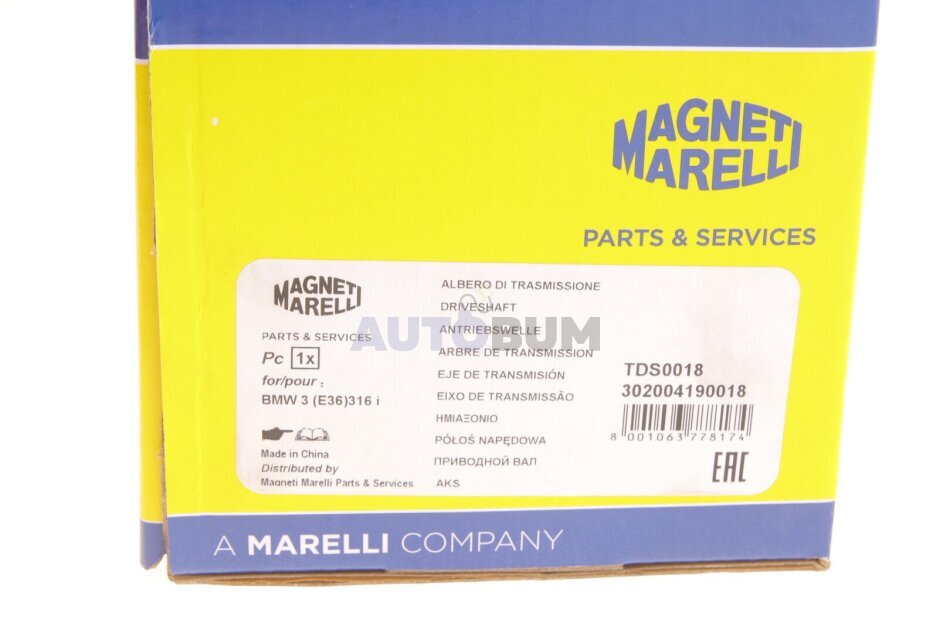 MAGNETI
MARELLI
PARTS & SERVICES
MAGNETI
MARELLI
PARTS & SERVICES
Pc 1x
for/pour :
BMW 3 (E36)316 i
Made in China
Distributed by
Magneti Marelli Parts & Services
ALBERO DI TRASMISSIONE
DRIVESHAFT
ANTRIEBSWELLE
ARBRE DE TRANSMISSION
EJE DE TRANSMISIÓN
EIXO DE TRANSMISSÃO
ΗΜΙΑΞΟΝΙΟ
PÓŁOŚ NAPĘDOWA
ПРИВОДНОЙ ВАЛ
AKS
AUTOBUM
TDS0018
302004190018
8 001063 778174
EAC
A MARELLI COMPANY